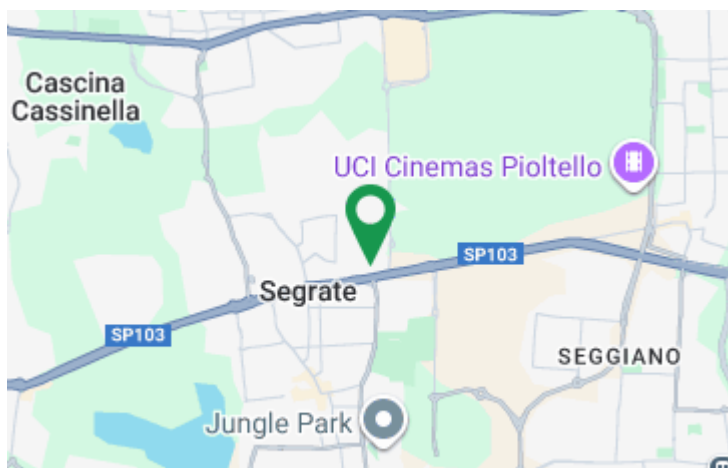 Cascina
Cassinella
UCI Cinemas Pioltello
SP103
Segrate
SP103
SEGGIANO
Jungle Park